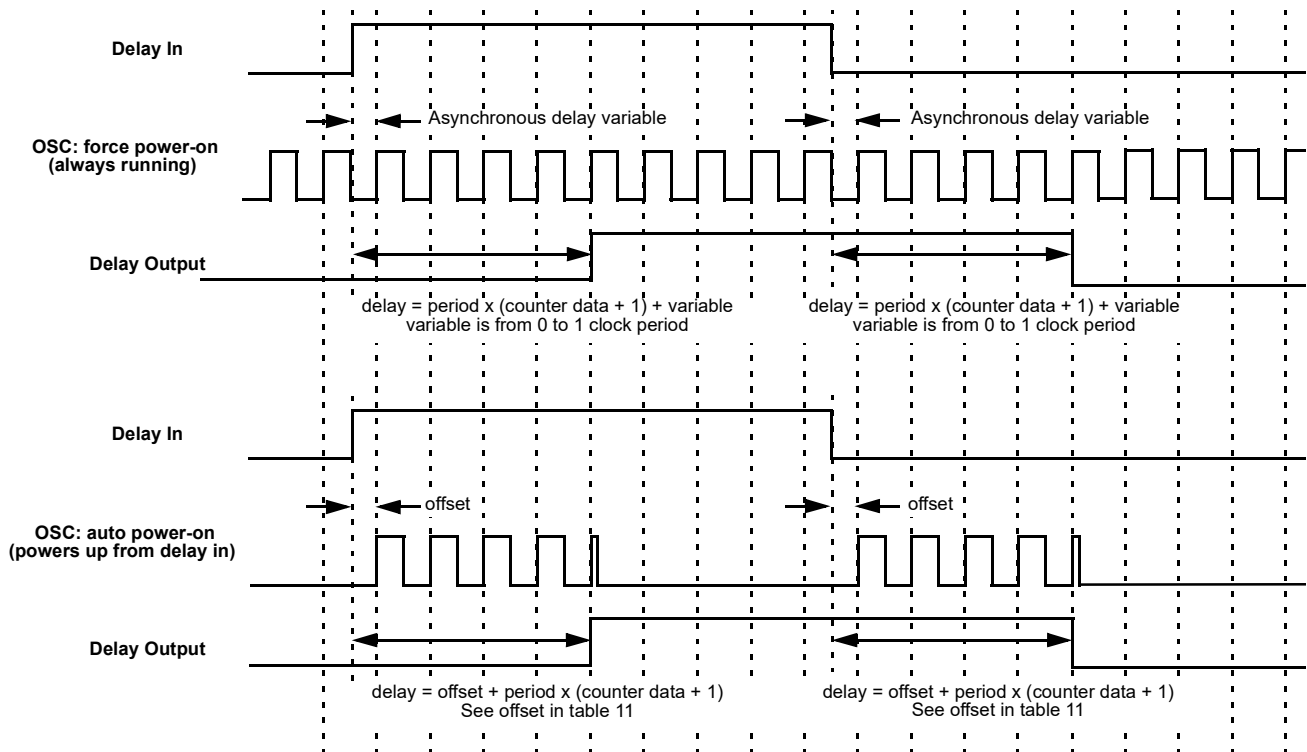 Delay In
Asynchronous delay variable
Asynchronous delay variable
OSC: force power-on
(always running)
Delay Output
delay = period x (counter data + 1) + variable
variable is from 0 to 1 clock period
delay = period x (counter data + 1) + variable
variable is from 0 to 1 clock period
Delay In
offset
offset
OSC: auto power-on
(powers up from delay in)
Delay Output
delay = offset + period x (counter data + 1)
See offset in table 11
delay = offset + period x (counter data + 1)
See offset in table 11